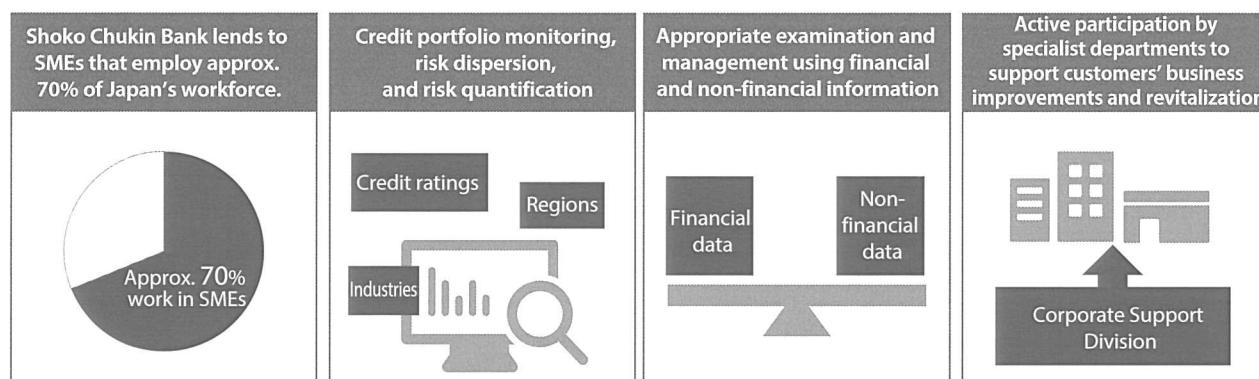 Shoko Chukin Bank lends to
SMEs that employ approx.
70% of Japan's workforce.
Approx. 70%
work in SMEs
Credit portfolio monitoring,
risk dispersion,
and risk quantification
Credit ratings
Regions
Industries
Appropriate examination and
management using financial
and non-financial information
Financial
data
Non-
financial
data
Active participation by
specialist departments to
support customers' business
improvements and revitalization
Corporate Support
Division